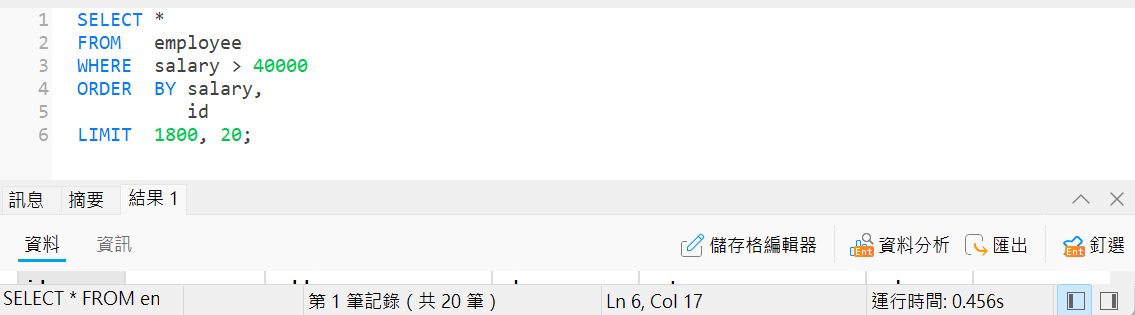 1 SELECT *
2 FROM employee
3 WHERE salary > 40000
4 ORDER BY salary,
5 id
6 LIMIT 1800, 20;
訊息 摘要 結果 1
資料 資訊 儲存格編輯器 Ent 資料分析 匯出 Ent 釘選
SELECT * FROM en 第 1 筆記錄 ( 共 20 筆 ) Ln 6, Col 17 運行時間: 0.456s